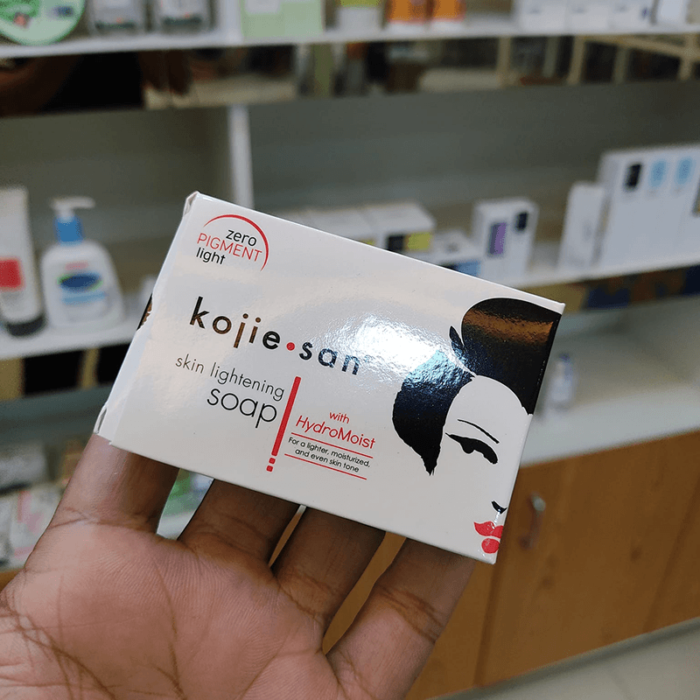 zero
PIGMENT
light
kojie•san
skin lightening
soap
with
HydroMoist
For a lighter, moisturized,
and even skin tone